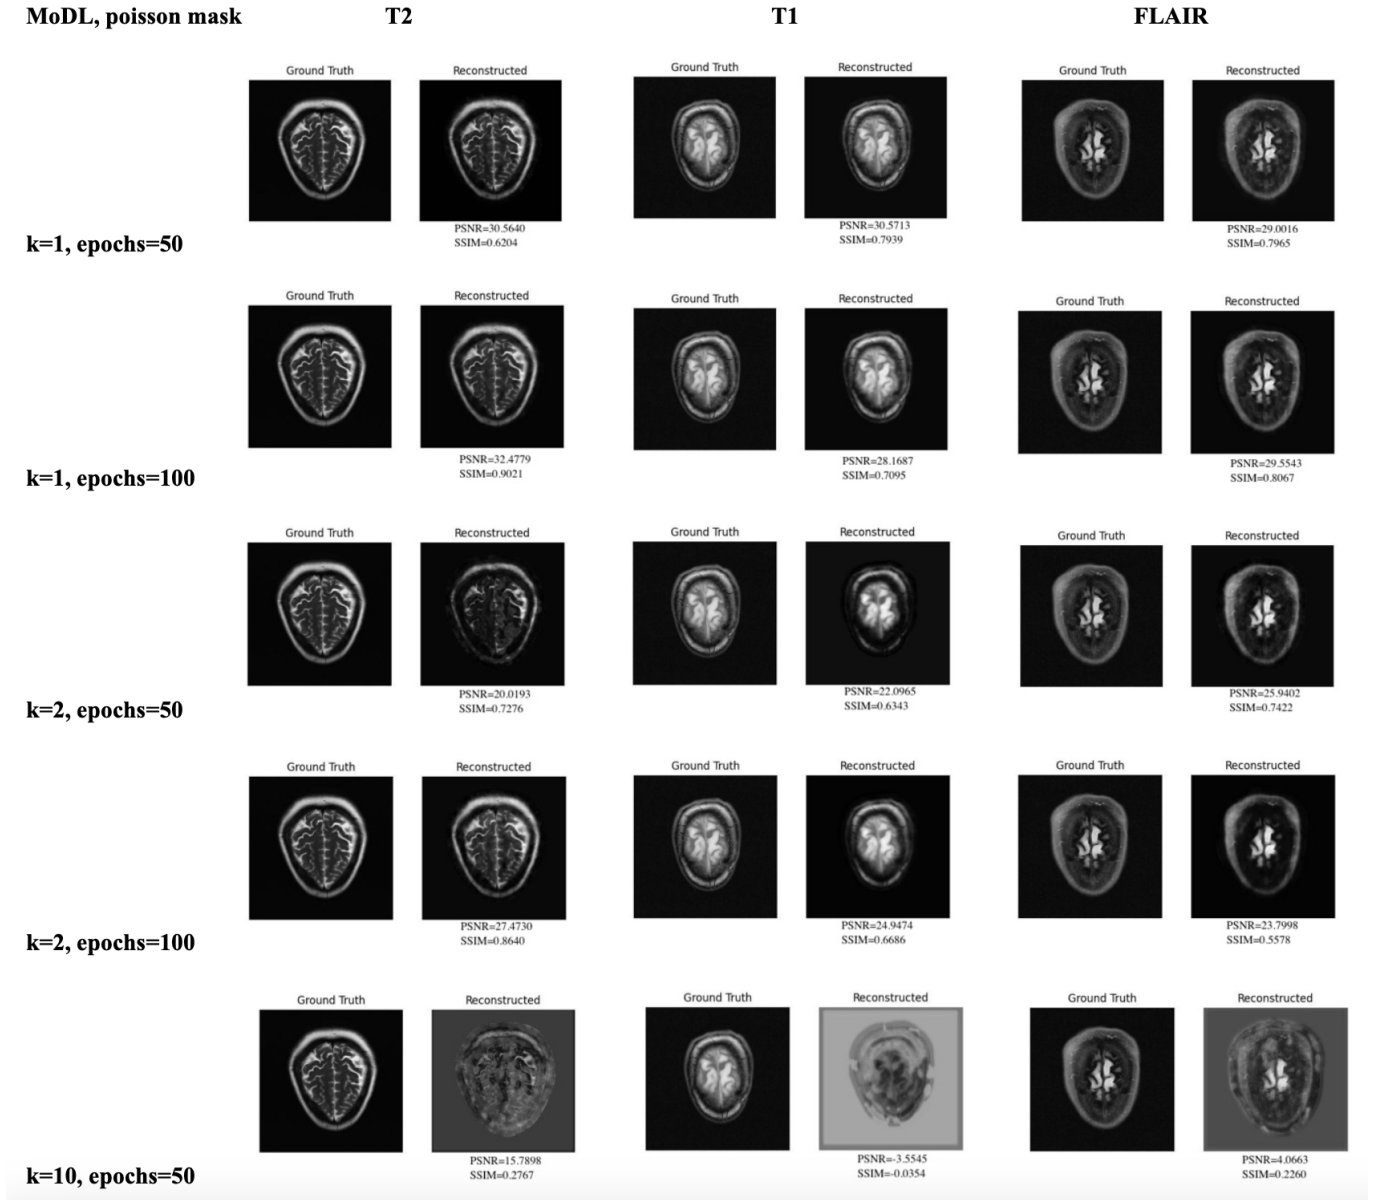 MoDL, poisson mask T2 T1 FLAIR
Ground Truth Reconstructed Ground Truth Reconstructed Ground Truth Reconstructed
PSNR=30.5640 PSNR=30.5713 PSNR=29.0016
SSIM=0.6204 SSIM=0.7939 SSIM=0.7965
k=1, epochs=50
Ground Truth Reconstructed Ground Truth Reconstructed Ground Truth Reconstructed
PSNR=32.4779 PSNR=28.1687 PSNR=29.5543
SSIM=0.9021 SSIM=0.7095 SSIM=0.8067
k=1, epochs=100
Ground Truth Reconstructed Ground Truth Reconstructed Ground Truth Reconstructed
PSNR=20.0193 PSNR=22.0965 PSNR=25.9402
SSIM=0.7276 SSIM=0.6343 SSIM=0.7422
k=2, epochs=50
Ground Truth Reconstructed Ground Truth Reconstructed Ground Truth Reconstructed
PSNR=27.4730 PSNR=24.9474 PSNR=23.7998
SSIM=0.8640 SSIM=0.6686 SSIM=0.5578
k=2, epochs=100
Ground Truth Reconstructed Ground Truth Reconstructed Ground Truth Reconstructed
PSNR=15.7898 PSNR=-3.5545 PSNR=4.0663
SSIM=0.2767 SSIM=-0.0354 SSIM=0.2260
k=10, epochs=50